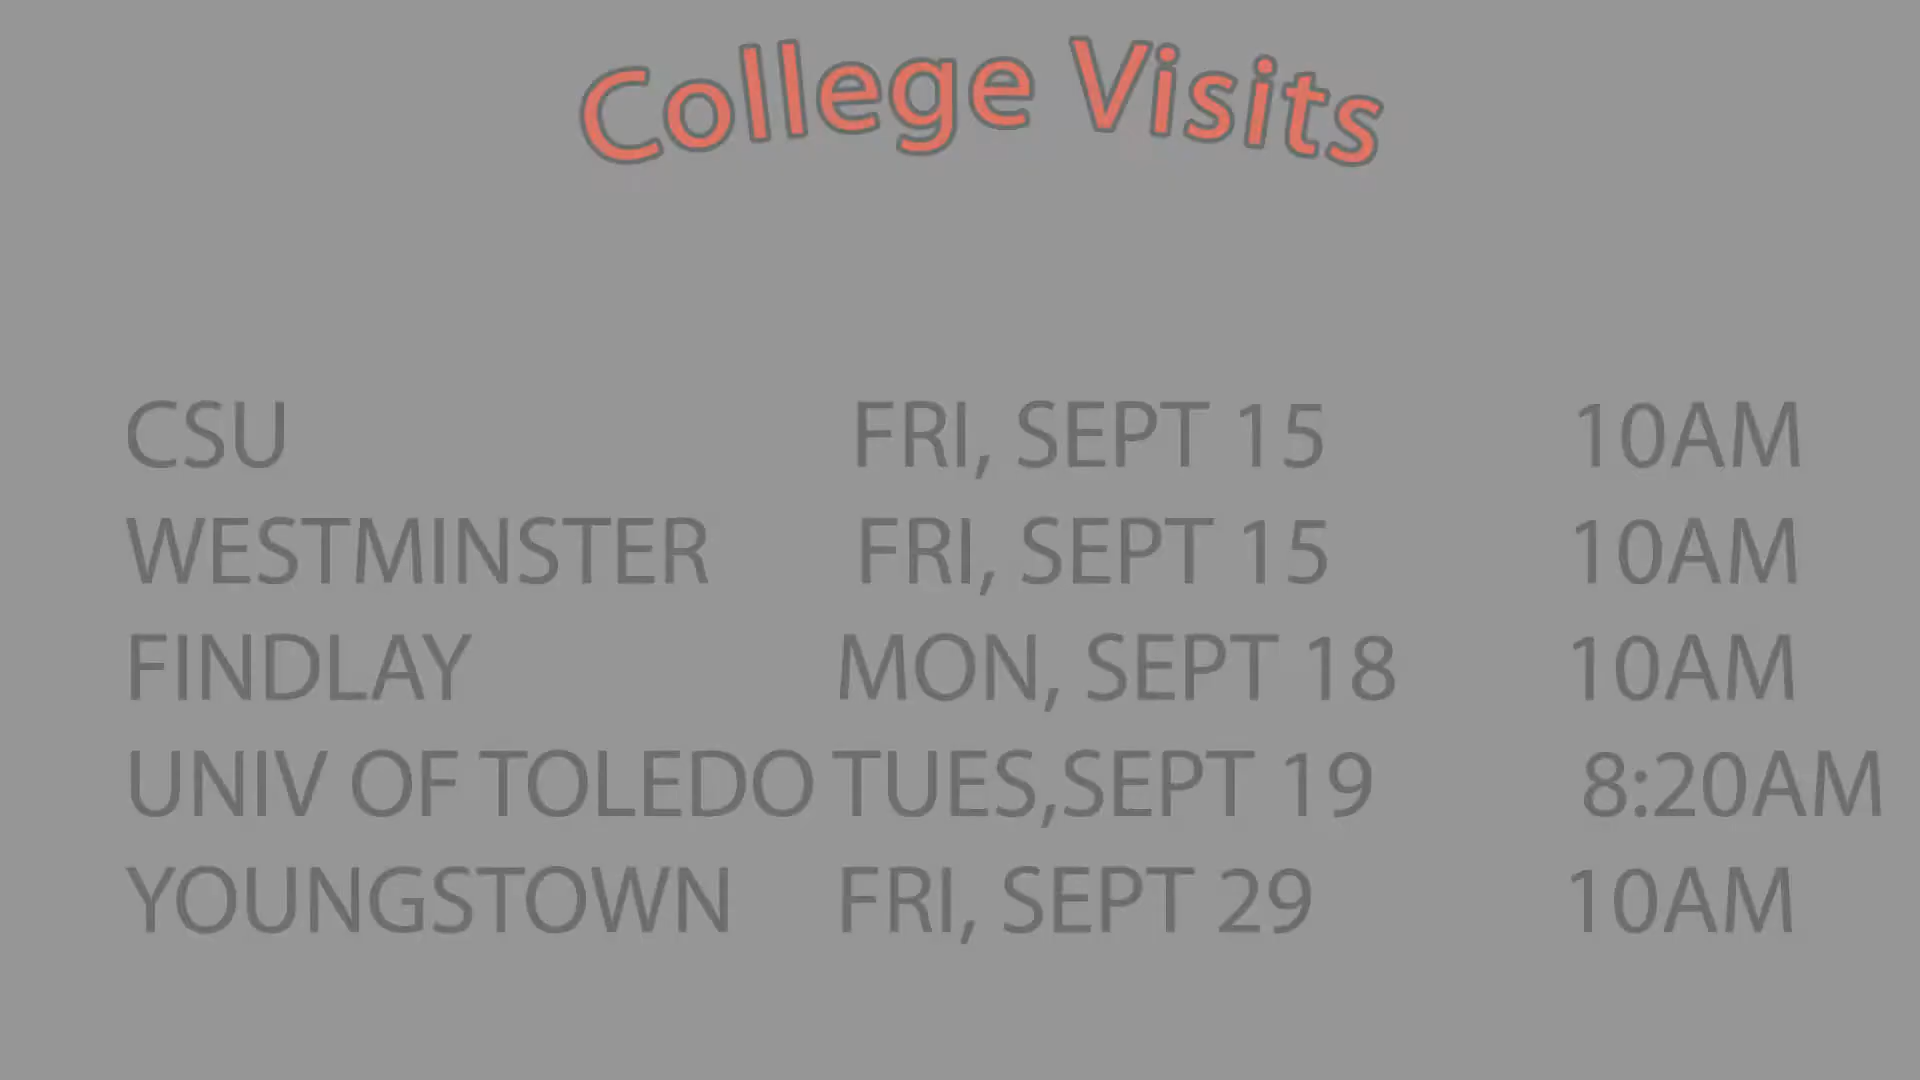 College Visits
CSU FRI, SEPT 15 10AM
WESTMINSTER FRI, SEPT 15 10AM
FINDLAY MON, SEPT 18 10AM
UNIV OF TOLEDO TUES,SEPT 19 8:20AM
YOUNGSTOWN FRI, SEPT 29 10AM